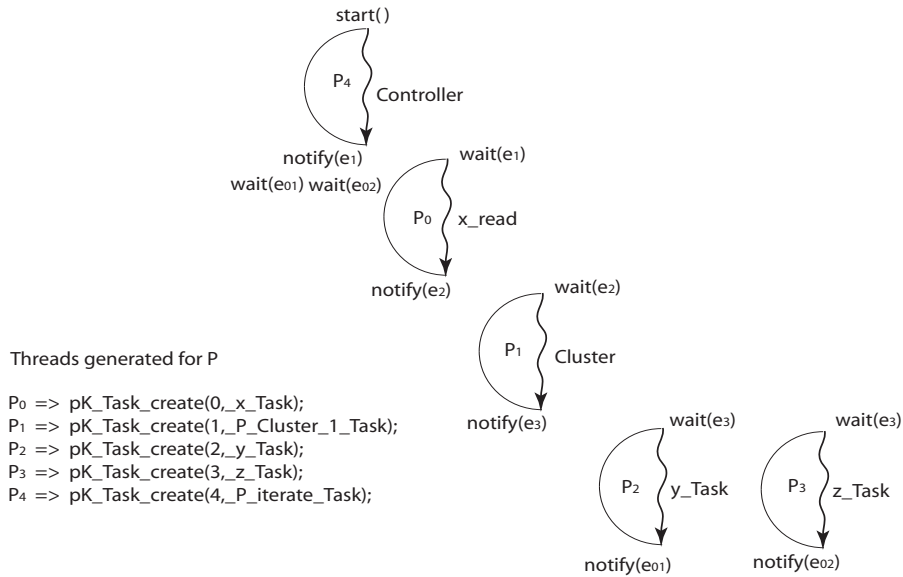 start()
P4
Controller
notify(e1)
wait(e1)
wait(e01) wait(e02)
P0
x_read
notify(e2)
wait(e2)
P1
Cluster
Threads generated for P
P0 => pK_Task_create(0,_x_Task);
P1 => pK_Task_create(1,_P_Cluster_1_Task);
P2 => pK_Task_create(2,_y_Task);
P3 => pK_Task_create(3,_z_Task);
P4 => pK_Task_create(4,_P_iterate_Task);
notify(e3)
wait(e3)
wait(e3)
P2
y_Task
P3
z_Task
notify(e01)
notify(e02)